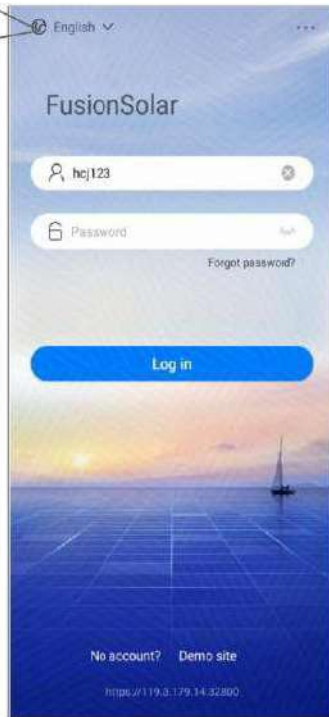 English
FusionSolar
hcj123
Password
Forgot password?
Log in
No account? Demo site
https://119.3.179.14:32800